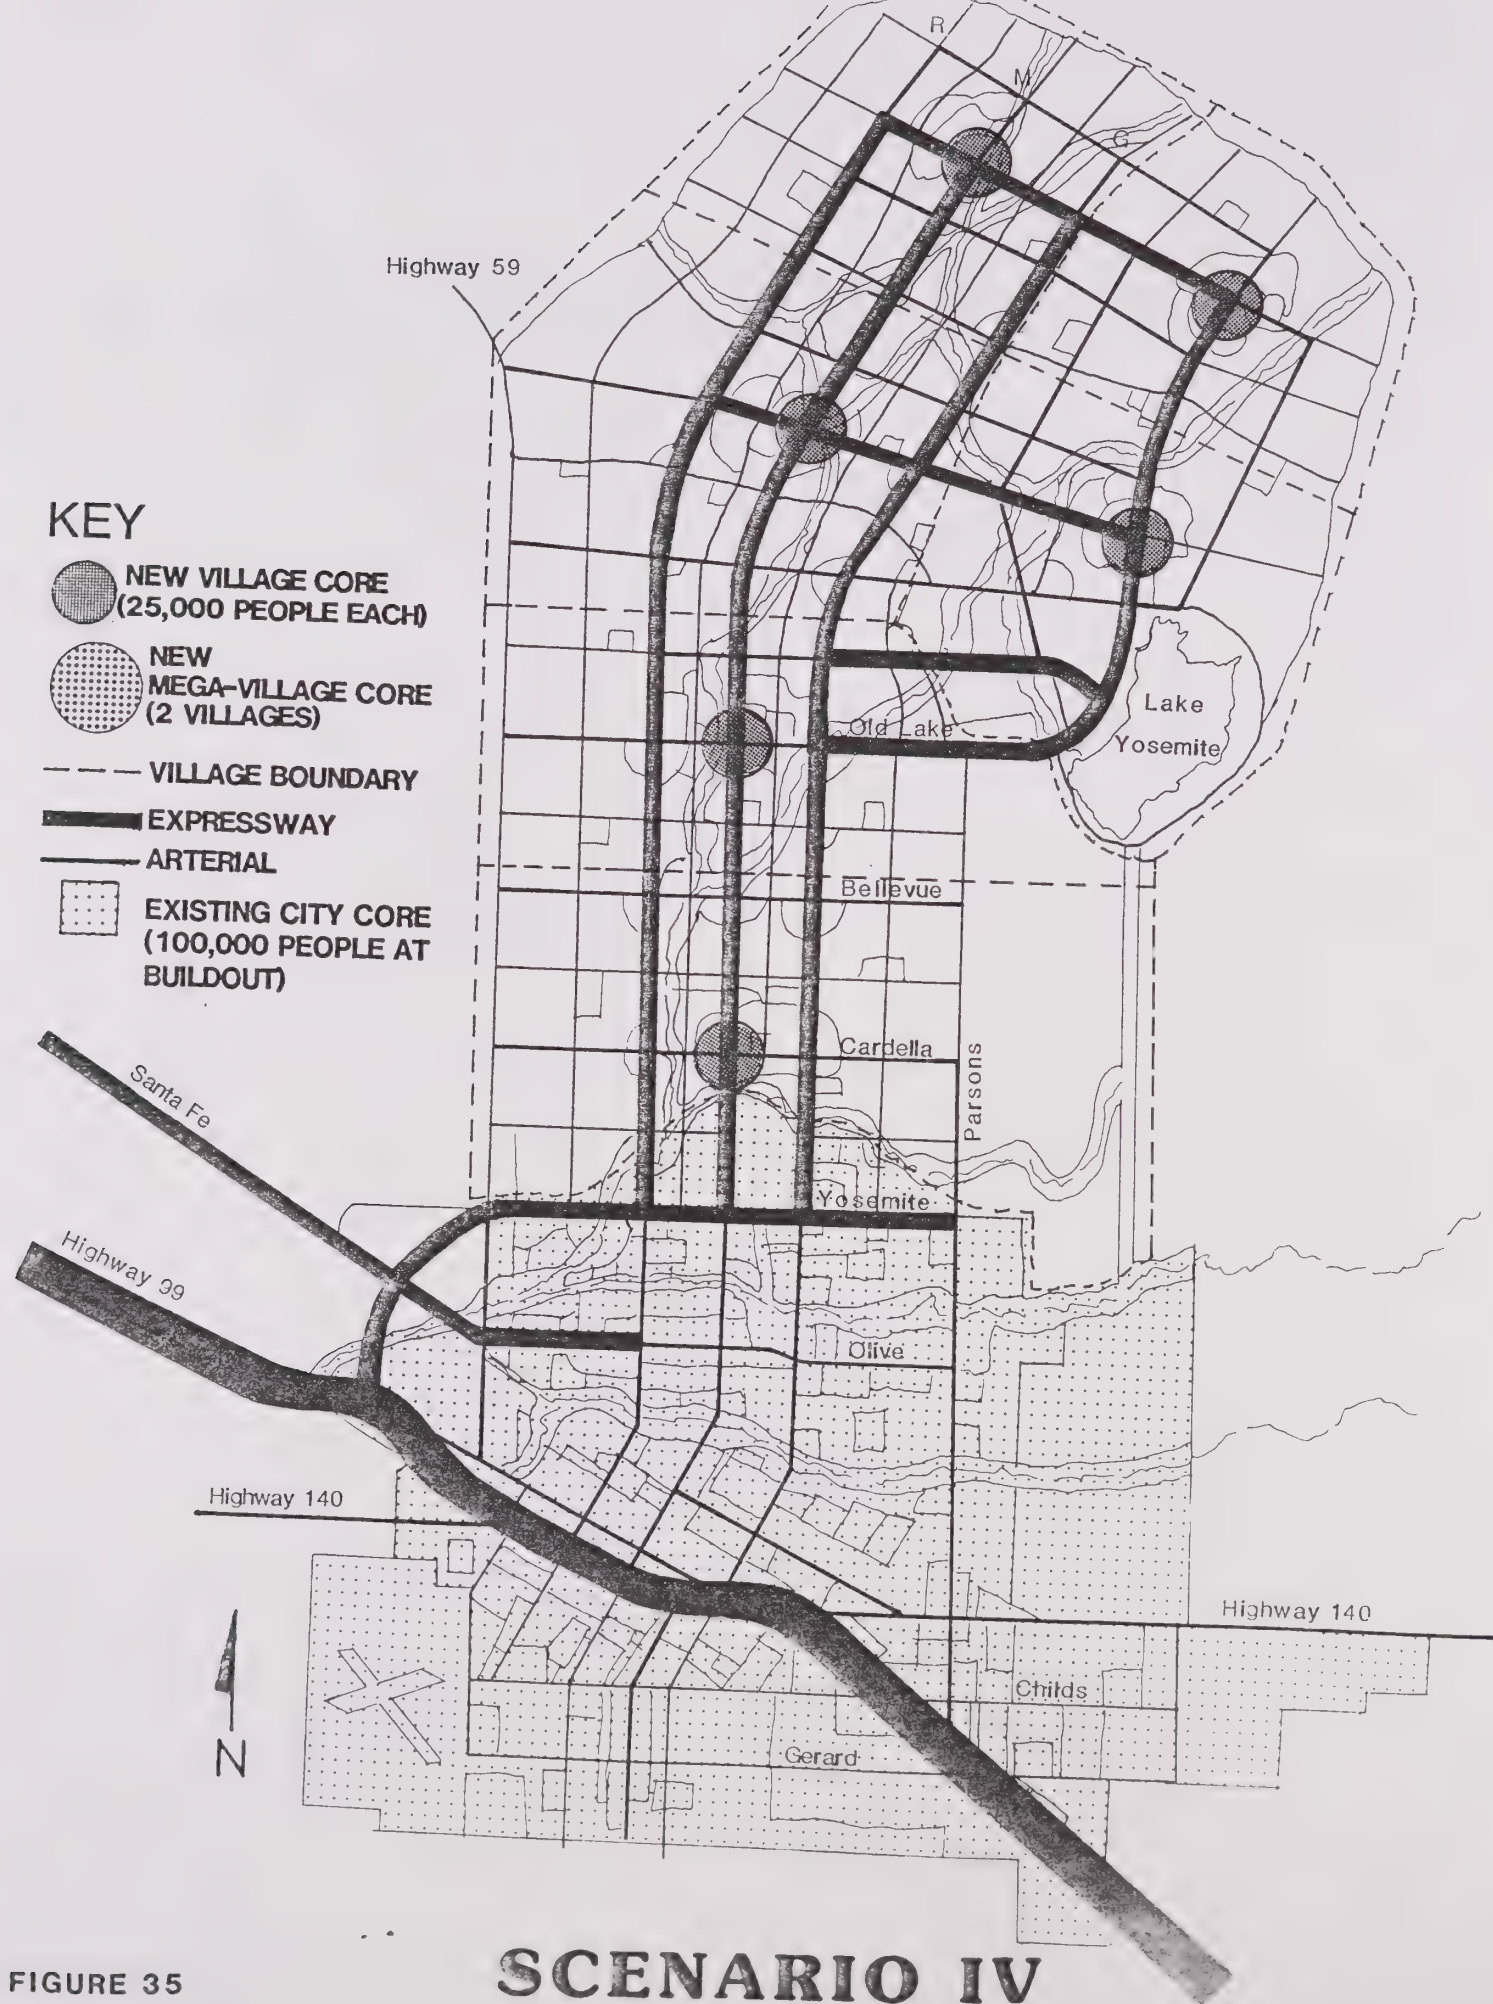 R
M
G
Highway 59
KEY
NEW VILLAGE CORE
(25,000 PEOPLE EACH)
NEW
MEGA-VILLAGE CORE
(2 VILLAGES)
VILLAGE BOUNDARY
EXPRESSWAY
ARTERIAL
EXISTING CITY CORE
(100,000 PEOPLE AT
BUILDOUT)
Lake
Yosemite
Old Lake
Bellevue
Cardella
Parsons
Yosemite
Santa Fe
Highway 99
Olive
Highway 140
Highway 140
Childs
Gerard
N
FIGURE 35
SCENARIO IV